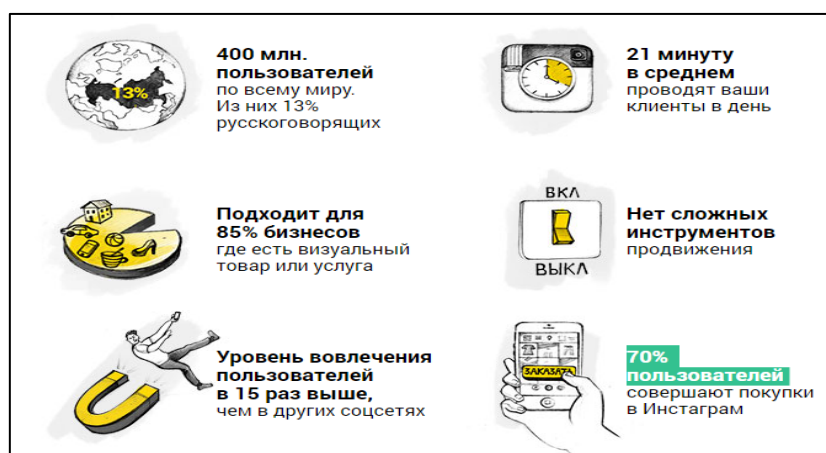 13%
400 млн.
пользователей
по всему миру.
Из них 13%
русскоговорящих
21 минуту
в среднем
проводят ваши
клиенты в день
Подходит для
85% бизнесов
где есть визуальный
товар или услуга
ВКЛ
ВЫКЛ
Нет сложных
инструментов
продвижения
Уровень вовлечения
пользователей
в 15 раз выше,
чем в других соцсетях
ЗАКАЗАТЬ
70%
пользователей
совершают покупки
в Инстаграм